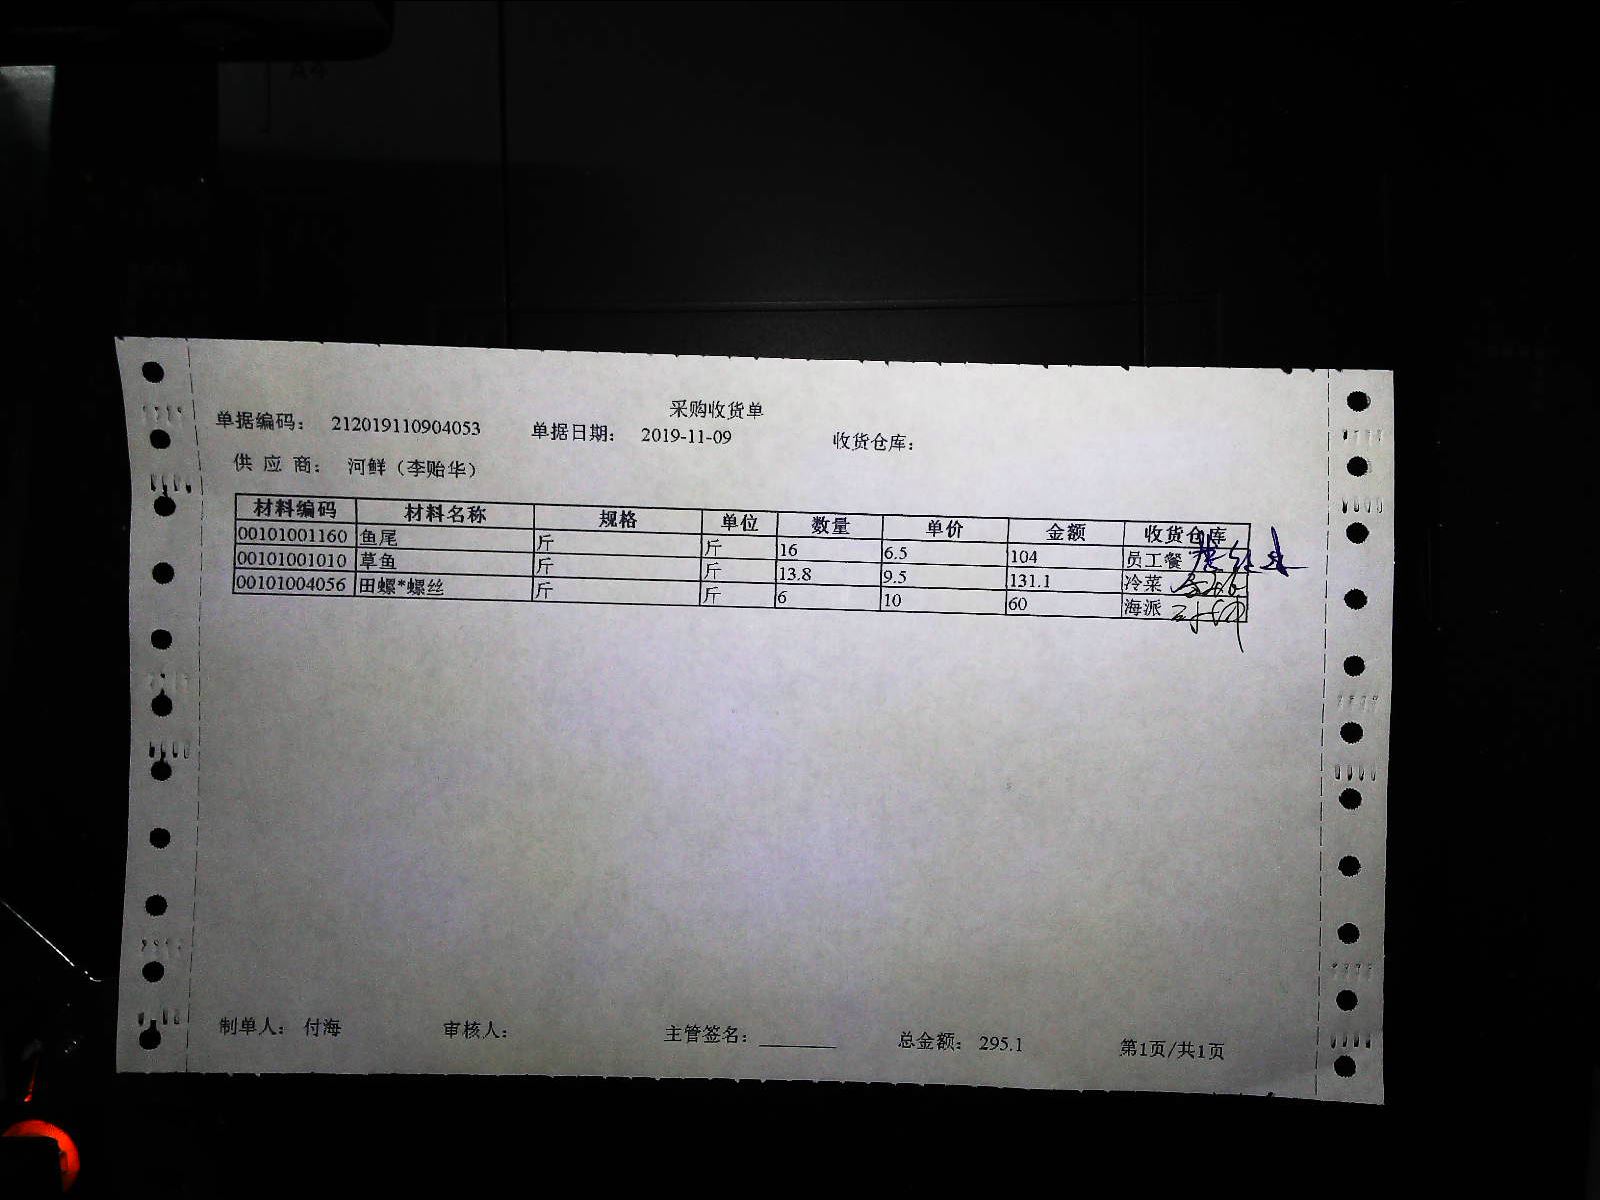 采购收货单
单据编码： 212019110904053 单据日期： 2019-11-09 收货仓库：
供 应 商： 河鲜（李贻华）
材料编码 材料名称 规格 单位 数量 单价 金额 收货仓库
00101001160 鱼尾 斤 斤 16 6.5 104 员工餐
00101001010 草鱼 斤 斤 13.8 9.5 131.1 冷菜
00101004056 田螺*螺丝 斤 斤 6 10 60 海派
制单人： 付海 审核人： 主管签名：________ 总金额： 295.1 第1页/共1页